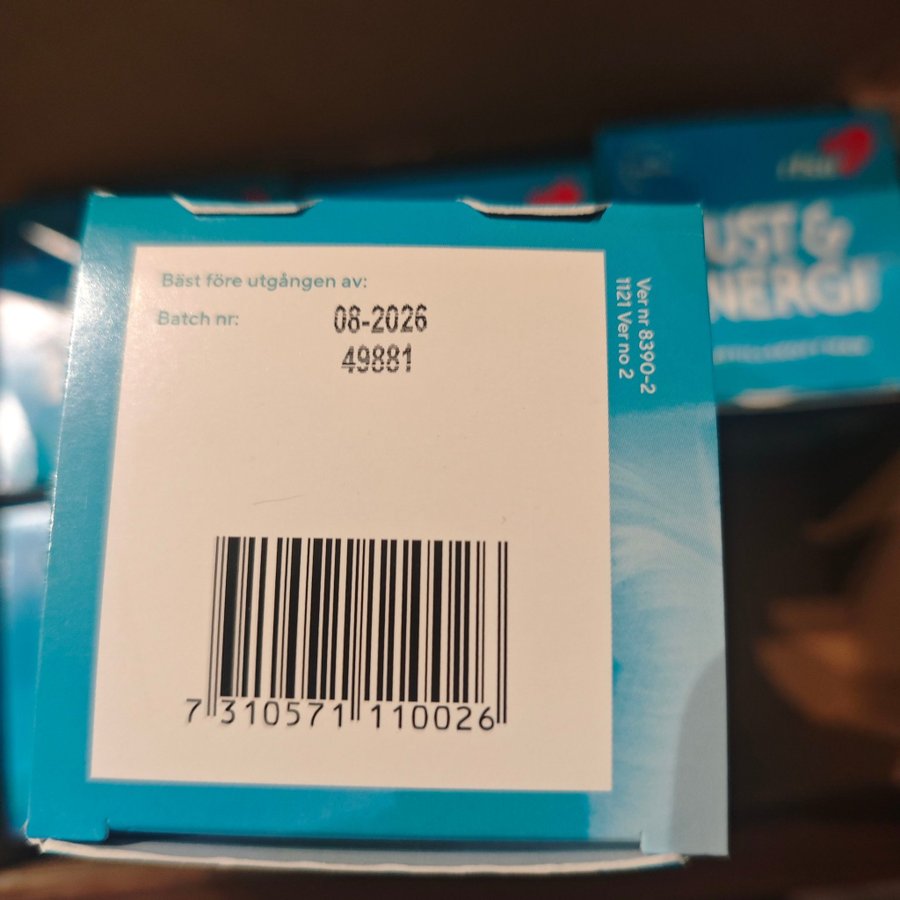 Bäst före utgången av:
Batch nr:
08-2026
49881
Ver nr 8390-2
1121 Ver no 2
7 310571 110026
UST &
NERGI